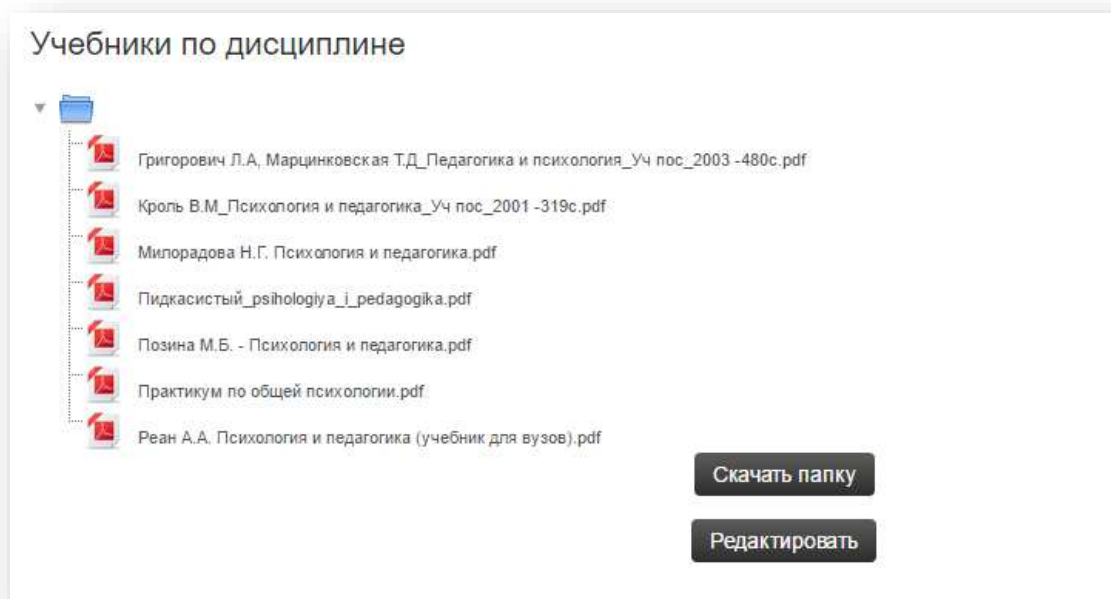 Учебники по дисциплине
Григорович Л.А, Марцинковская Т.Д_Педагогика и психология_Уч пос_2003 -480с.pdf
Кроль В.М_Психология и педагогика_Уч пос_2001 -319с.pdf
Милорадова Н.Г. Психология и педагогика.pdf
Пидкасистый_psihologiya_i_pedagogika.pdf
Позина М.Б. - Психология и педагогика.pdf
Практикум по общей психологии.pdf
Реан А.А. Психология и педагогика (учебник для вузов).pdf
Скачать папку
Редактировать